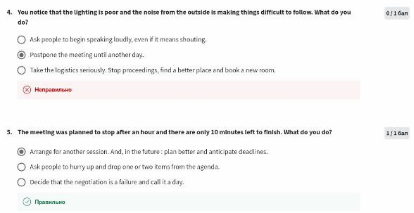 4. You notice that the lighting is poor and the noise from the outside is making things difficult to follow. What do you
do?
0 / 1 бал
Ask people to begin speaking loudly, even if it means shouting.
Postpone the meeting until another day.
Take the logistics seriously. Stop proceedings, find a better place and book a new room.
Неправильно
5. The meeting was planned to stop after an hour and there are only 10 minutes left to finish. What do you do?
1 / 1 бал
Arrange for another session. And, in the future: plan better and anticipate deadlines.
Ask people to hurry up and drop one or two items from the agenda.
Decide that the negotiation is a failure and call it a day.
Правильно